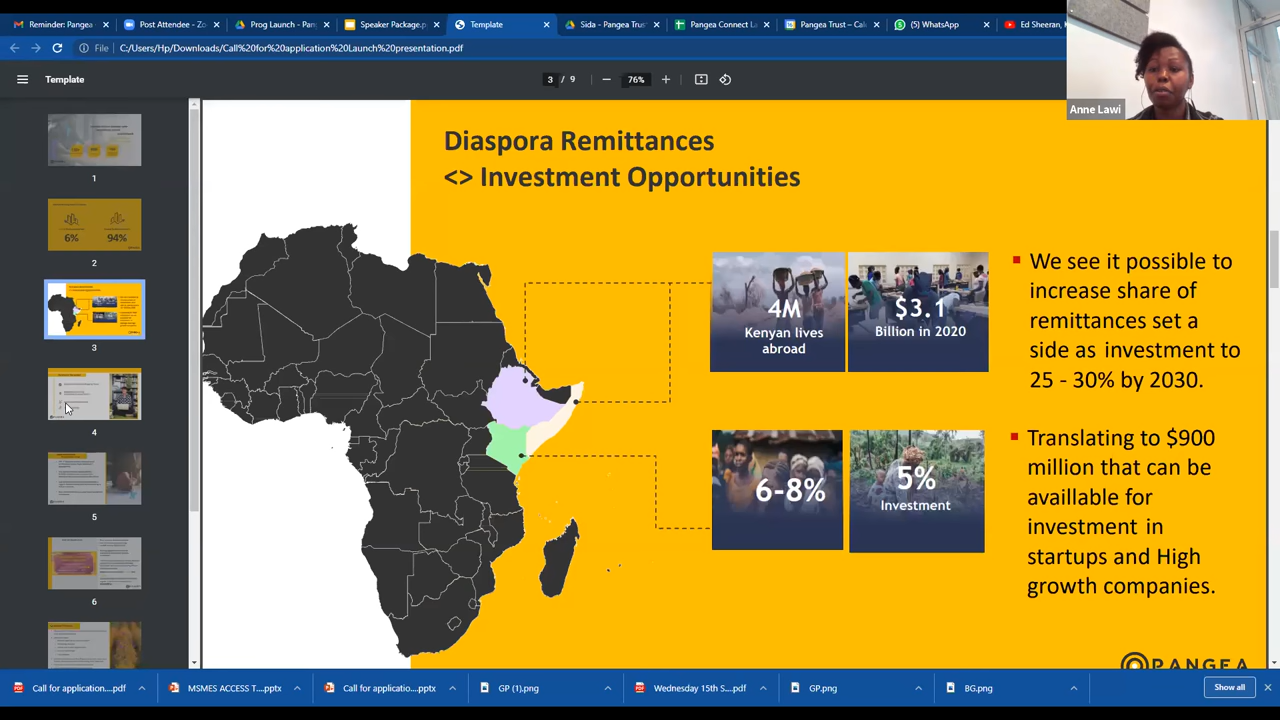 Reminder: Pangea
Post Attendee - Zo
Prog Launch - Pan
Speaker Package.p
Template
Sida - Pangea Trus
Pangea Connect La
Pangea Trust – Cale
(5) WhatsApp
Ed Sheeran,
File
C:/Users/Hp/Downloads/Call%20for%20application%20Launch%20presentation.pdf
Template
3 / 9
76%
Anne Lawi
1
6%
94%
2
3
4
5
6
Diaspora Remittances
<> Investment Opportunities
4M
Kenyan lives
abroad
$3.1
Billion in 2020
6-8%
5%
Investment
We see it possible to
increase share of
remittances set a
side as investment to
25 - 30% by 2030.
Translating to $900
million that can be
availlable for
investment in
startups and High
growth companies.
PANGEA
Call for application....pdf
MSMES ACCESS T....pptx
Call for applicatio....pptx
GP (1).png
Wednesday 15th S....pdf
GP.png
BG.png
Show all